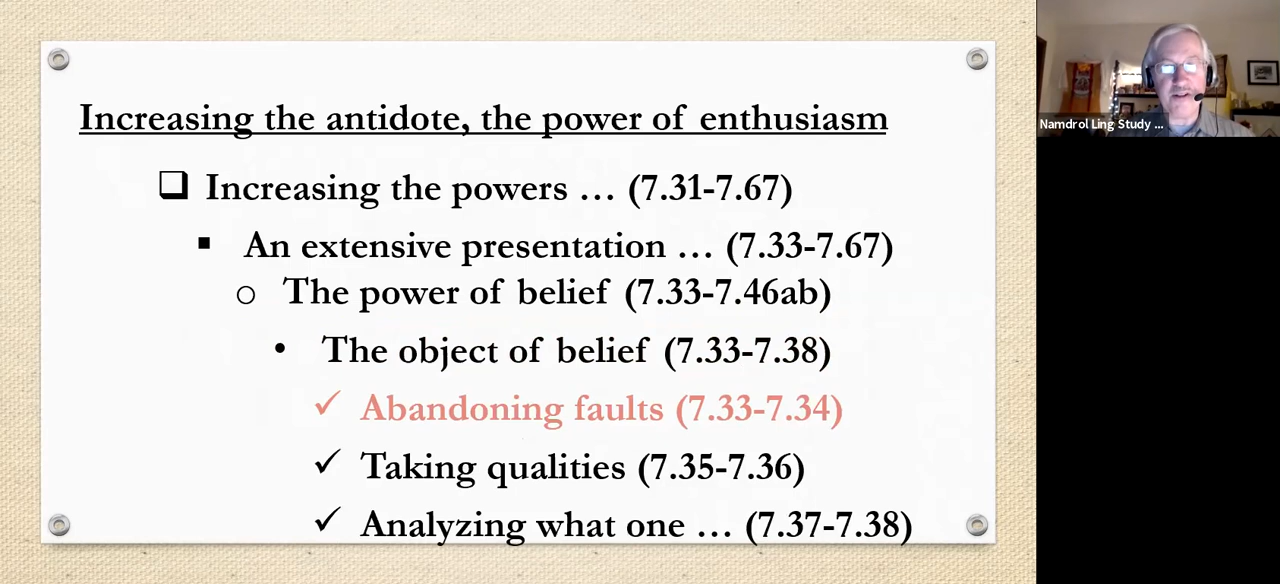 Increasing the antidote, the power of enthusiasm
Increasing the powers … (7.31-7.67)
An extensive presentation … (7.33-7.67)
The power of belief (7.33-7.46ab)
The object of belief (7.33-7.38)
Abandoning faults (7.33-7.34)
Taking qualities (7.35-7.36)
Analyzing what one … (7.37-7.38)
Namdrol Ling Study ...